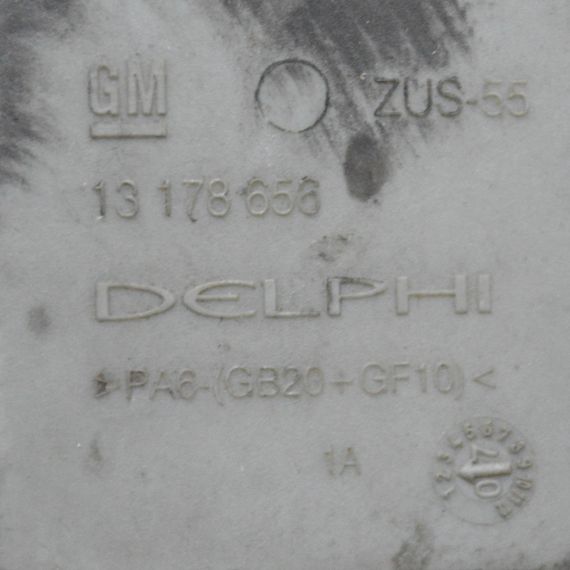 GM ZUS-55
13 178 656
DELPHI
>PA6-(GB20+GF10)<
1A